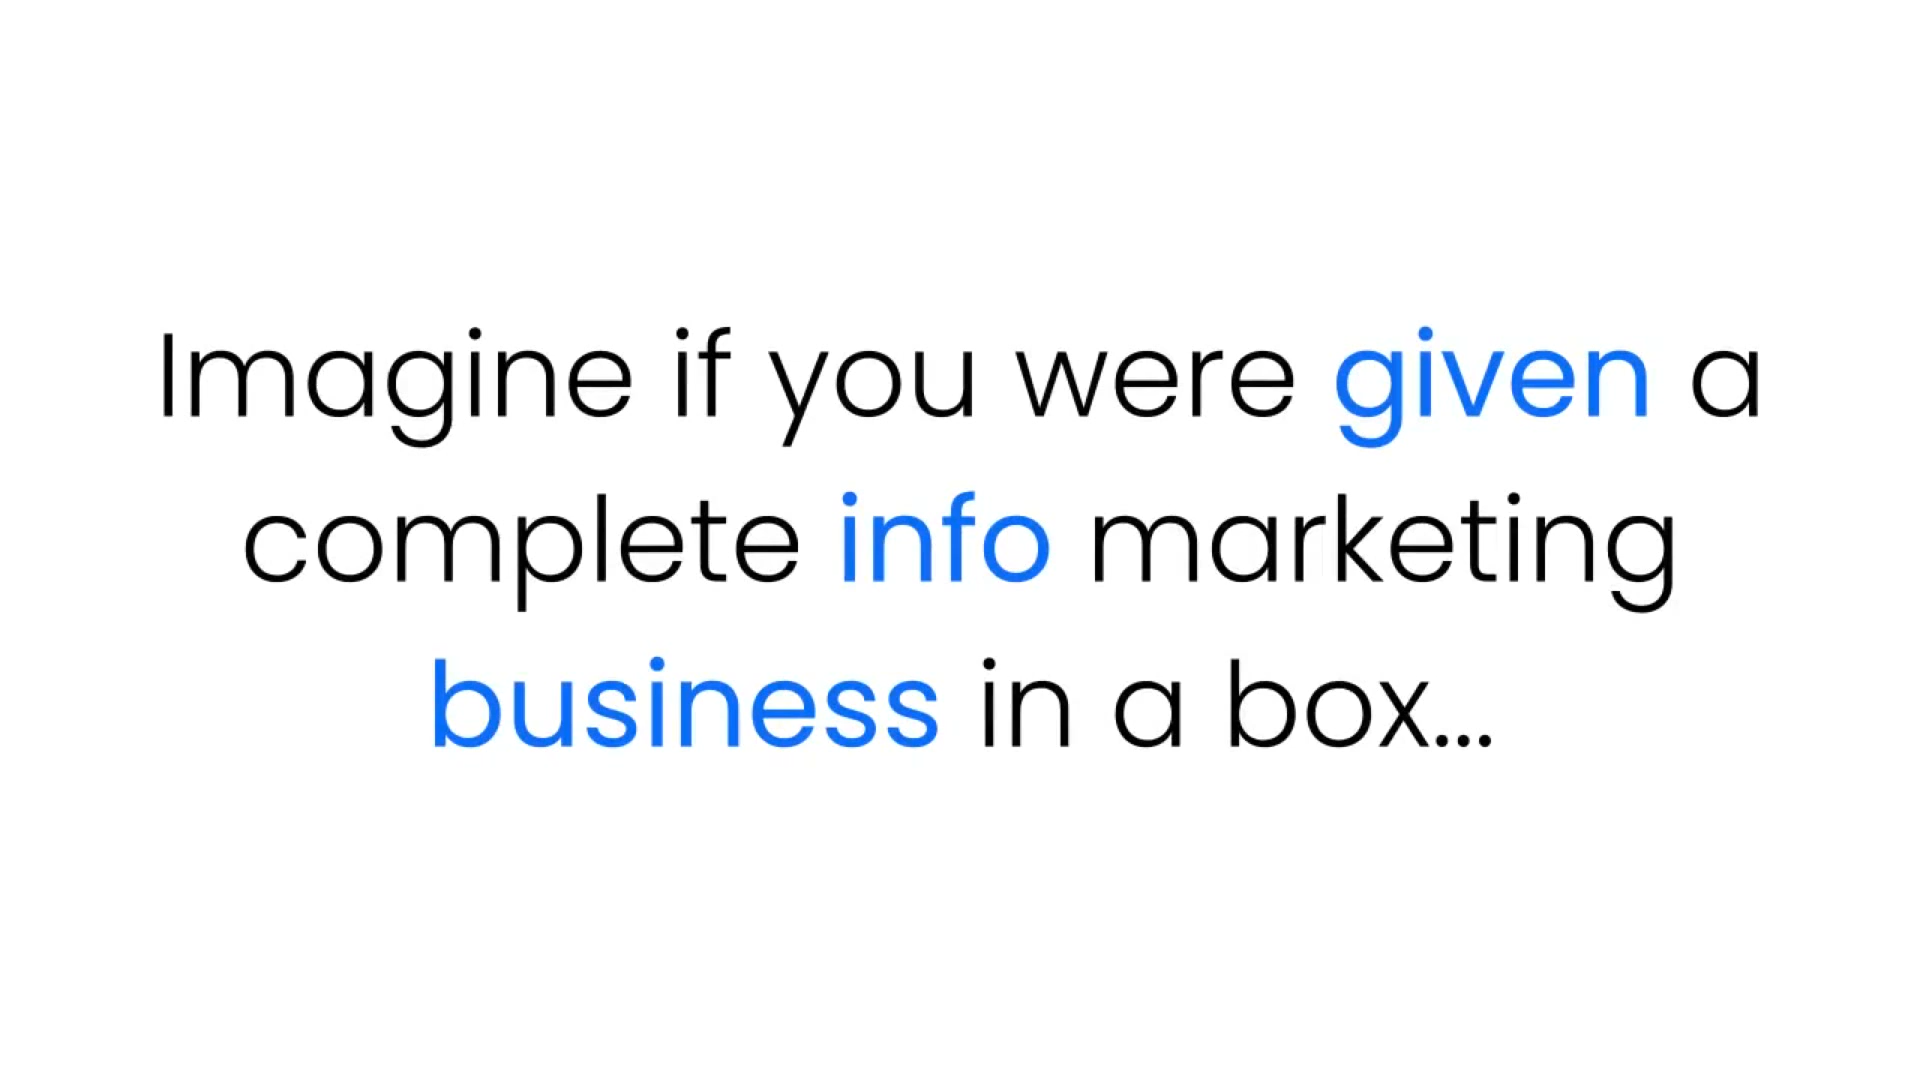 Imagine if you were given a
complete info marketing
business in a box...